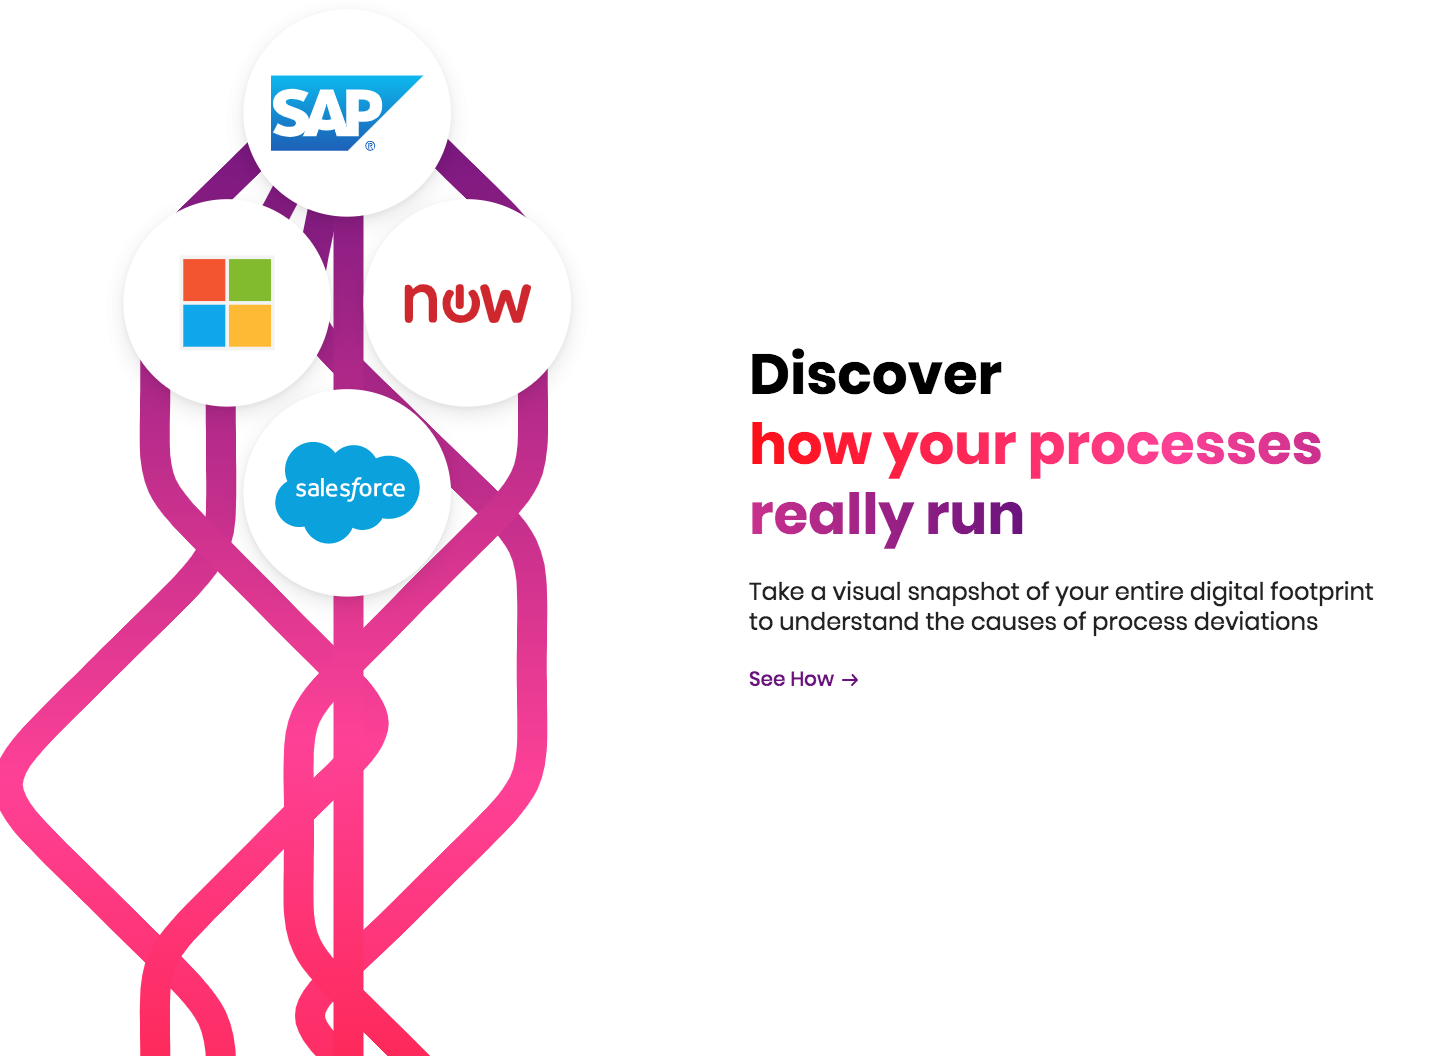 SAP
®
now
salesforce
Discover
how your processes
really run
Take a visual snapshot of your entire digital footprint
to understand the causes of process deviations
See How →